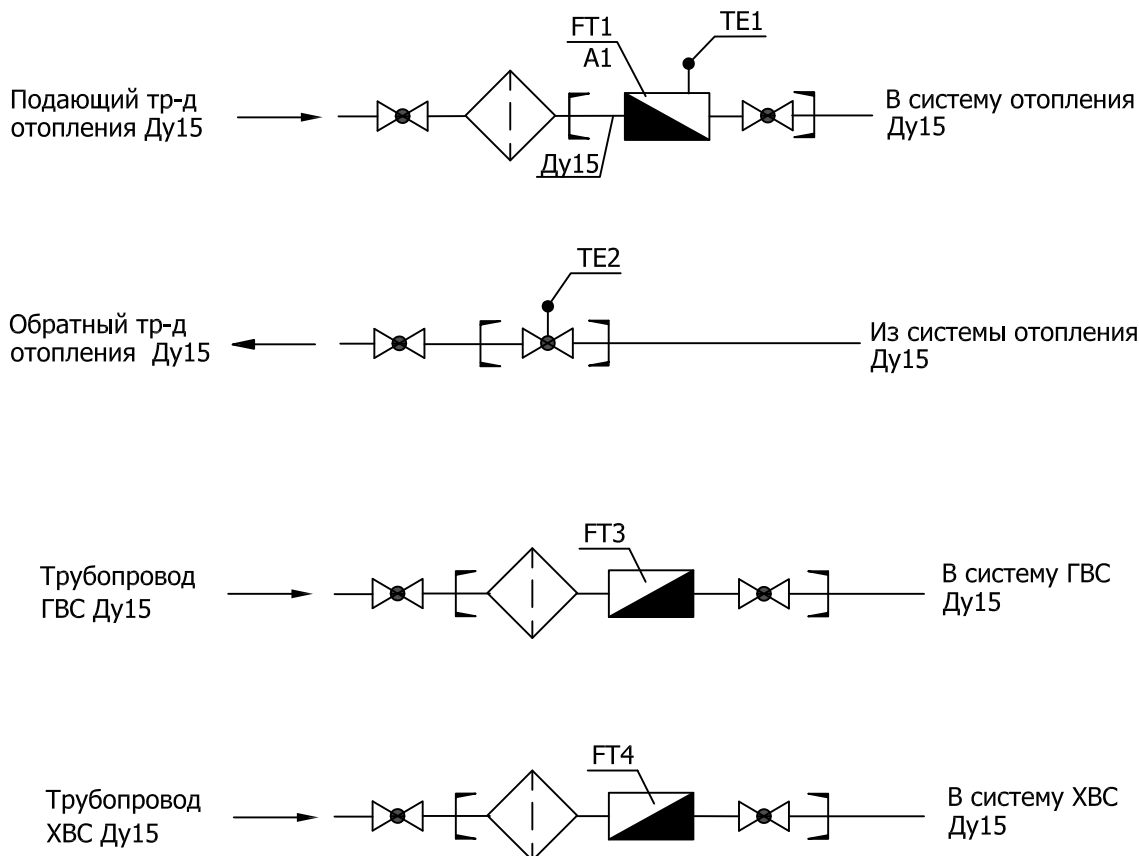 FT1
A1
TE1
Подающий тр-д
отопления Ду15
В систему отопления
Ду15
Ду15
TE2
Обратный тр-д
отопления Ду15
Из системы отопления
Ду15
FT3
Трубопровод
ГВС Ду15
В систему ГВС
Ду15
FT4
Трубопровод
ХВС Ду15
В систему ХВС
Ду15